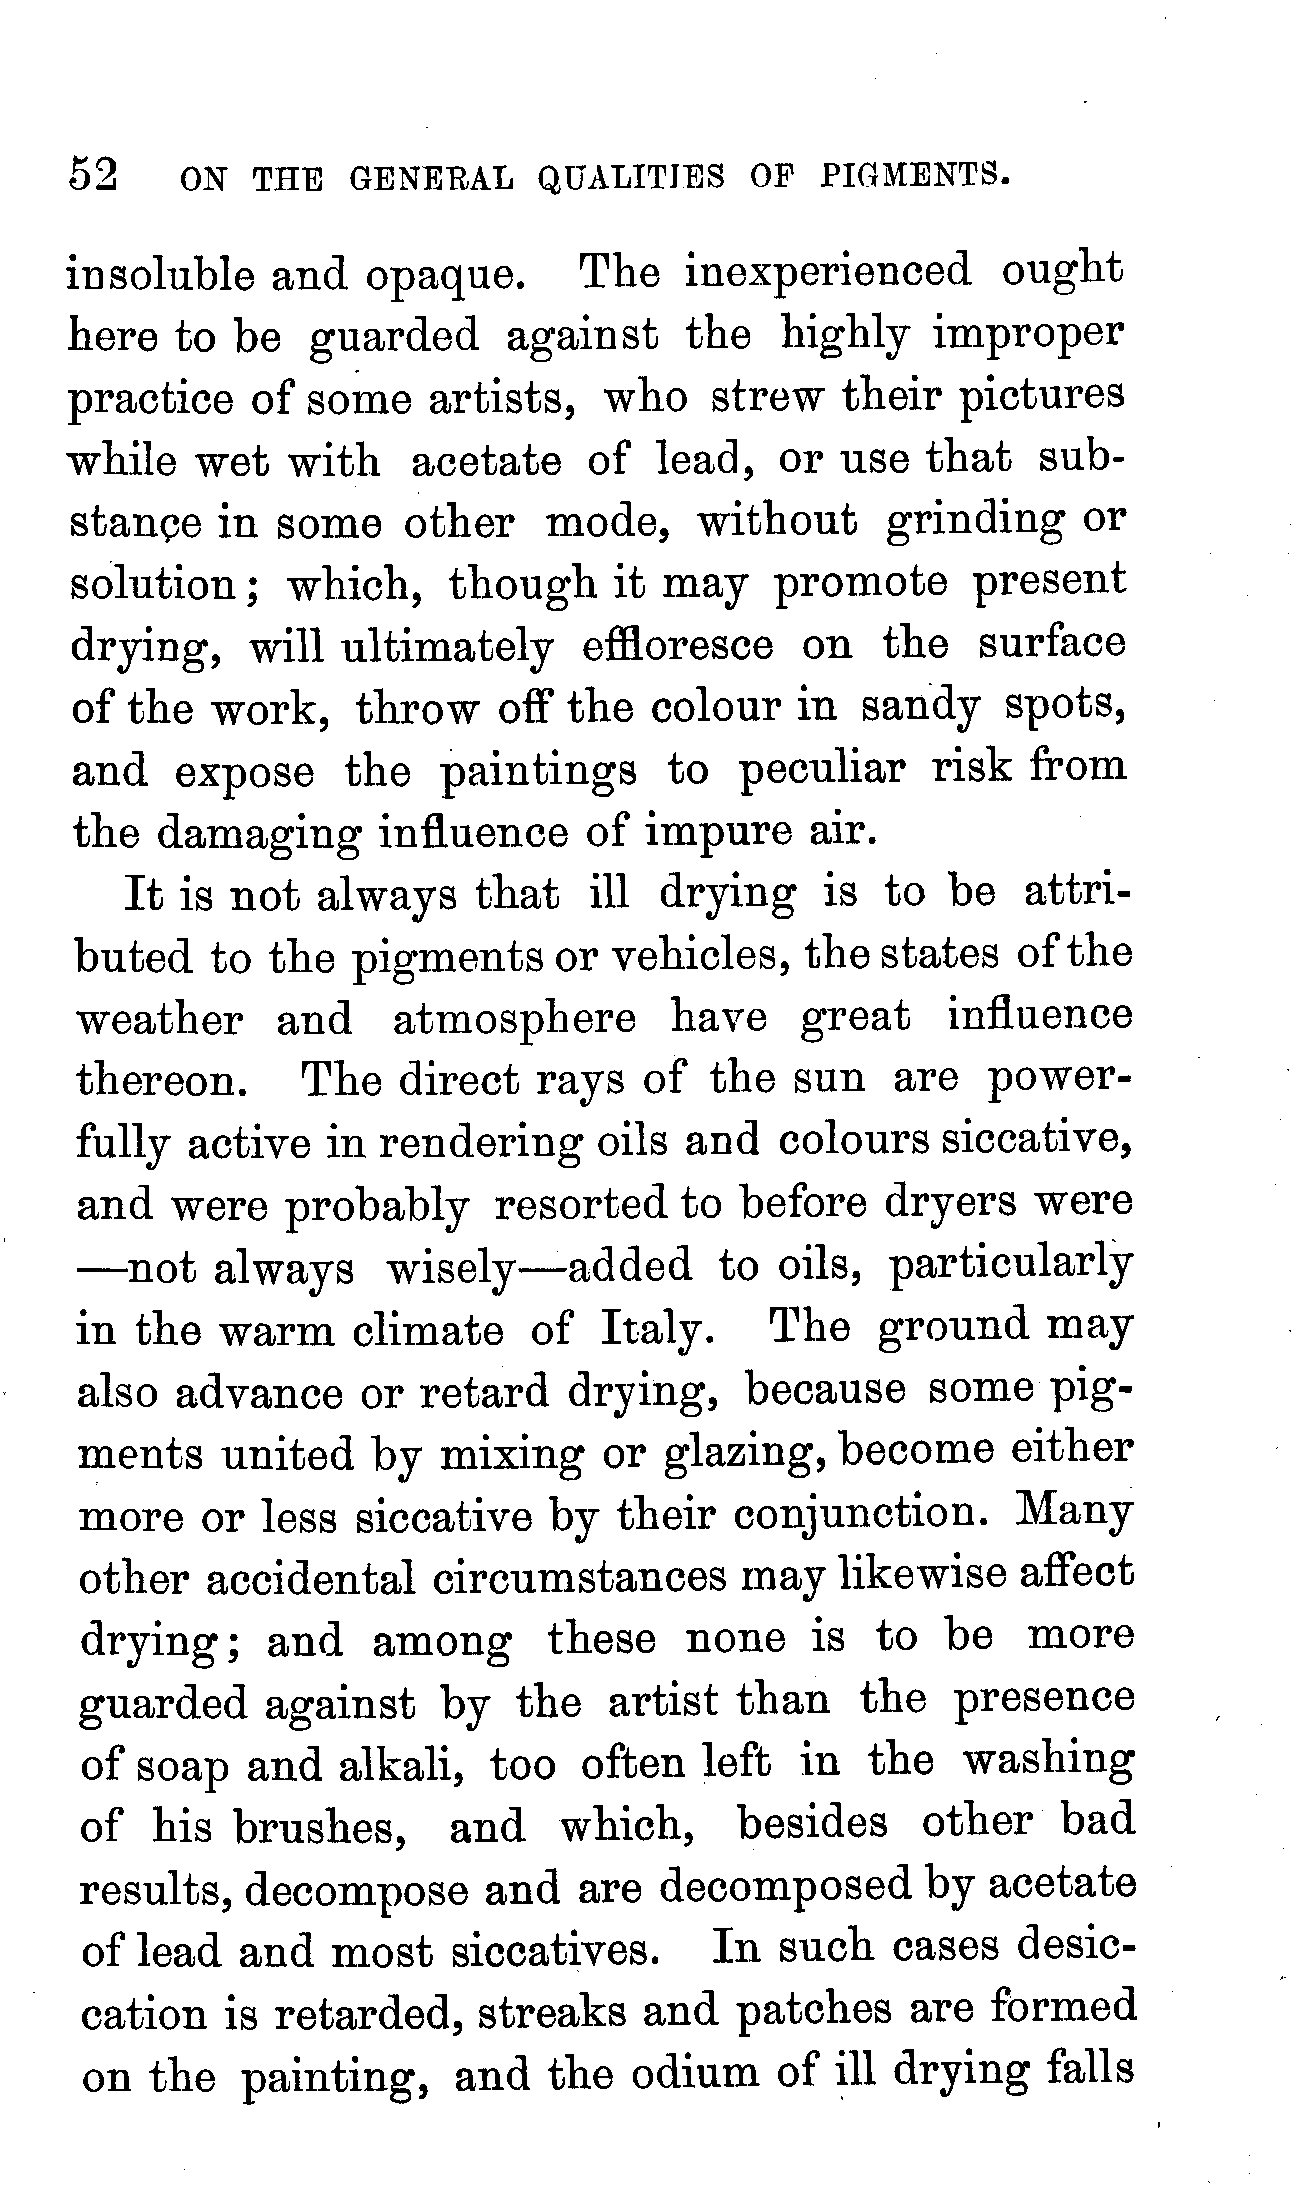 52 ON THE GENERAL QUALITIES OF PIGMENTS.
insoluble and opaque. The inexperienced ought
here to be guarded against the highly improper
practice of some artists, who strew their pictures
while wet with acetate of lead, or use that sub-
stance in some other mode, without grinding or
solution; which, though it may promote present
drying, will ultimately effloresce on the surface
of the work, throw off the colour in sandy spots,
and expose the paintings to peculiar risk from
the damaging influence of impure air.
It is not always that ill drying is to be attri-
buted to the pigments or vehicles, the states of the
weather and atmosphere have great influence
thereon. The direct rays of the sun are power-
fully active in rendering oils and colours siccative,
and were probably resorted to before dryers were
—not always wisely—added to oils, particularly
in the warm climate of Italy. The ground may
also advance or retard drying, because some pig-
ments united by mixing or glazing, become either
more or less siccative by their conjunction. Many
other accidental circumstances may likewise affect
drying; and among these none is to be more
guarded against by the artist than the presence
of soap and alkali, too often left in the washing
of his brushes, and which, besides other bad
results, decompose and are decomposed by acetate
of lead and most siccatives. In such cases desic-
cation is retarded, streaks and patches are formed
on the painting, and the odium of ill drying falls